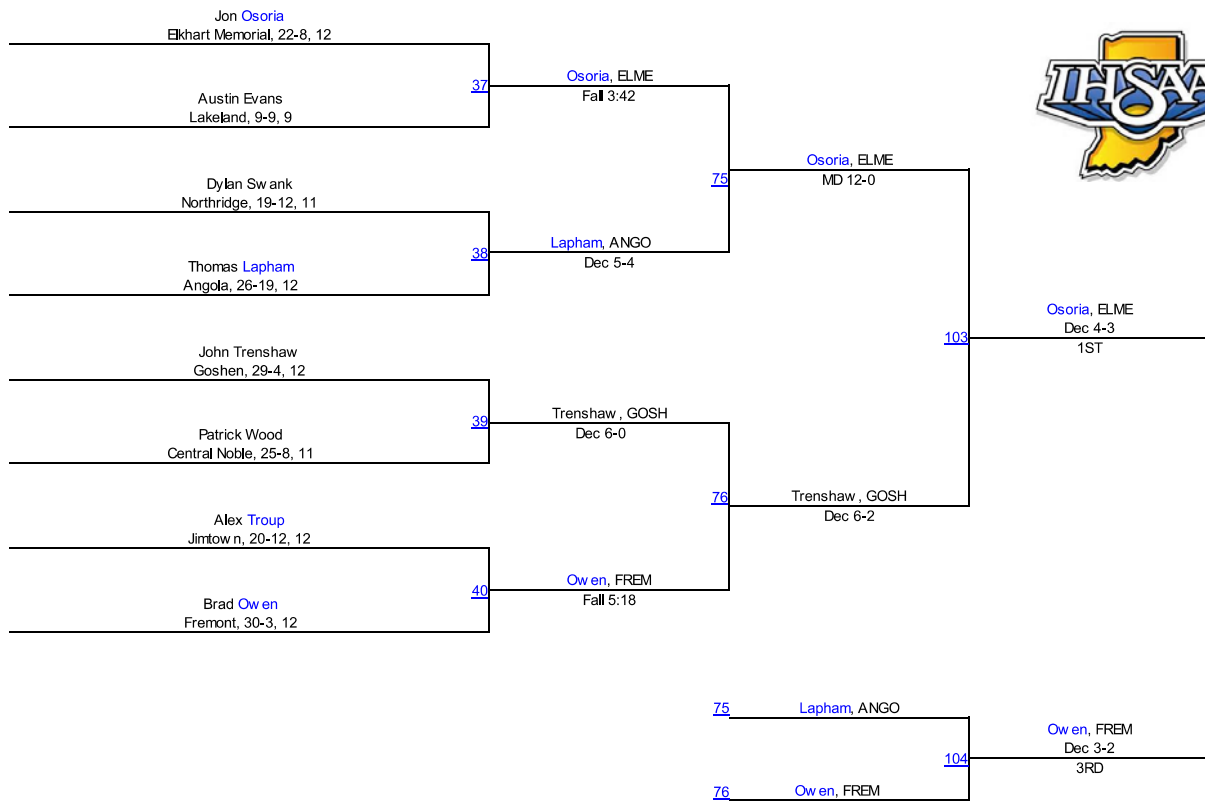 Jon Osoria
Elkhart Memorial, 22-8, 12
37
Osoria, ELME
Fall 3:42
Austin Evans
Lakeland, 9-9, 9
IHSAA
75
Osoria, ELME
MD 12-0
Dylan Swank
Northridge, 19-12, 11
38
Lapham, ANGO
Dec 5-4
Thomas Lapham
Angola, 26-19, 12
103
Osoria, ELME
Dec 4-3
1ST
John Trenshaw
Goshen, 29-4, 12
39
Trenshaw, GOSH
Dec 6-0
Patrick Wood
Central Noble, 25-8, 11
76
Trenshaw, GOSH
Dec 6-2
Alex Troup
Jimtown, 20-12, 12
40
Owen, FREM
Fall 5:18
Brad Owen
Fremont, 30-3, 12
75
Lapham, ANGO
104
Owen, FREM
Dec 3-2
3RD
76
Owen, FREM